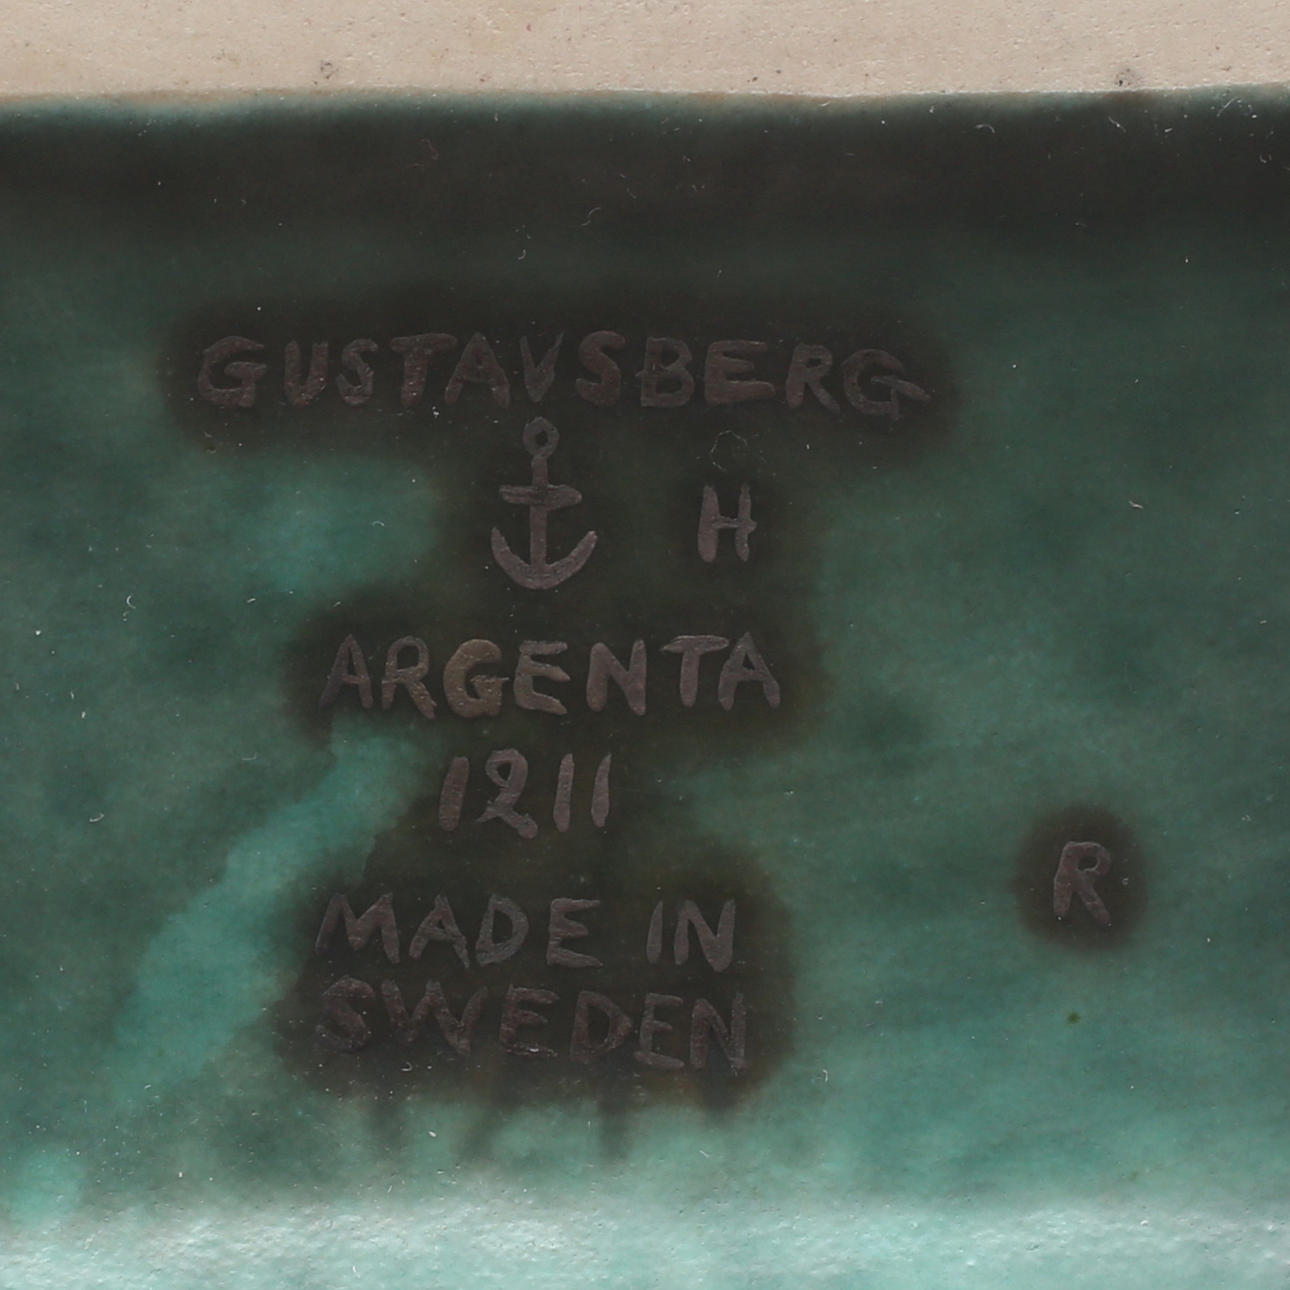 GUSTAVSBERG
H
ARGENTA
1211
R
MADE IN
SWEDEN